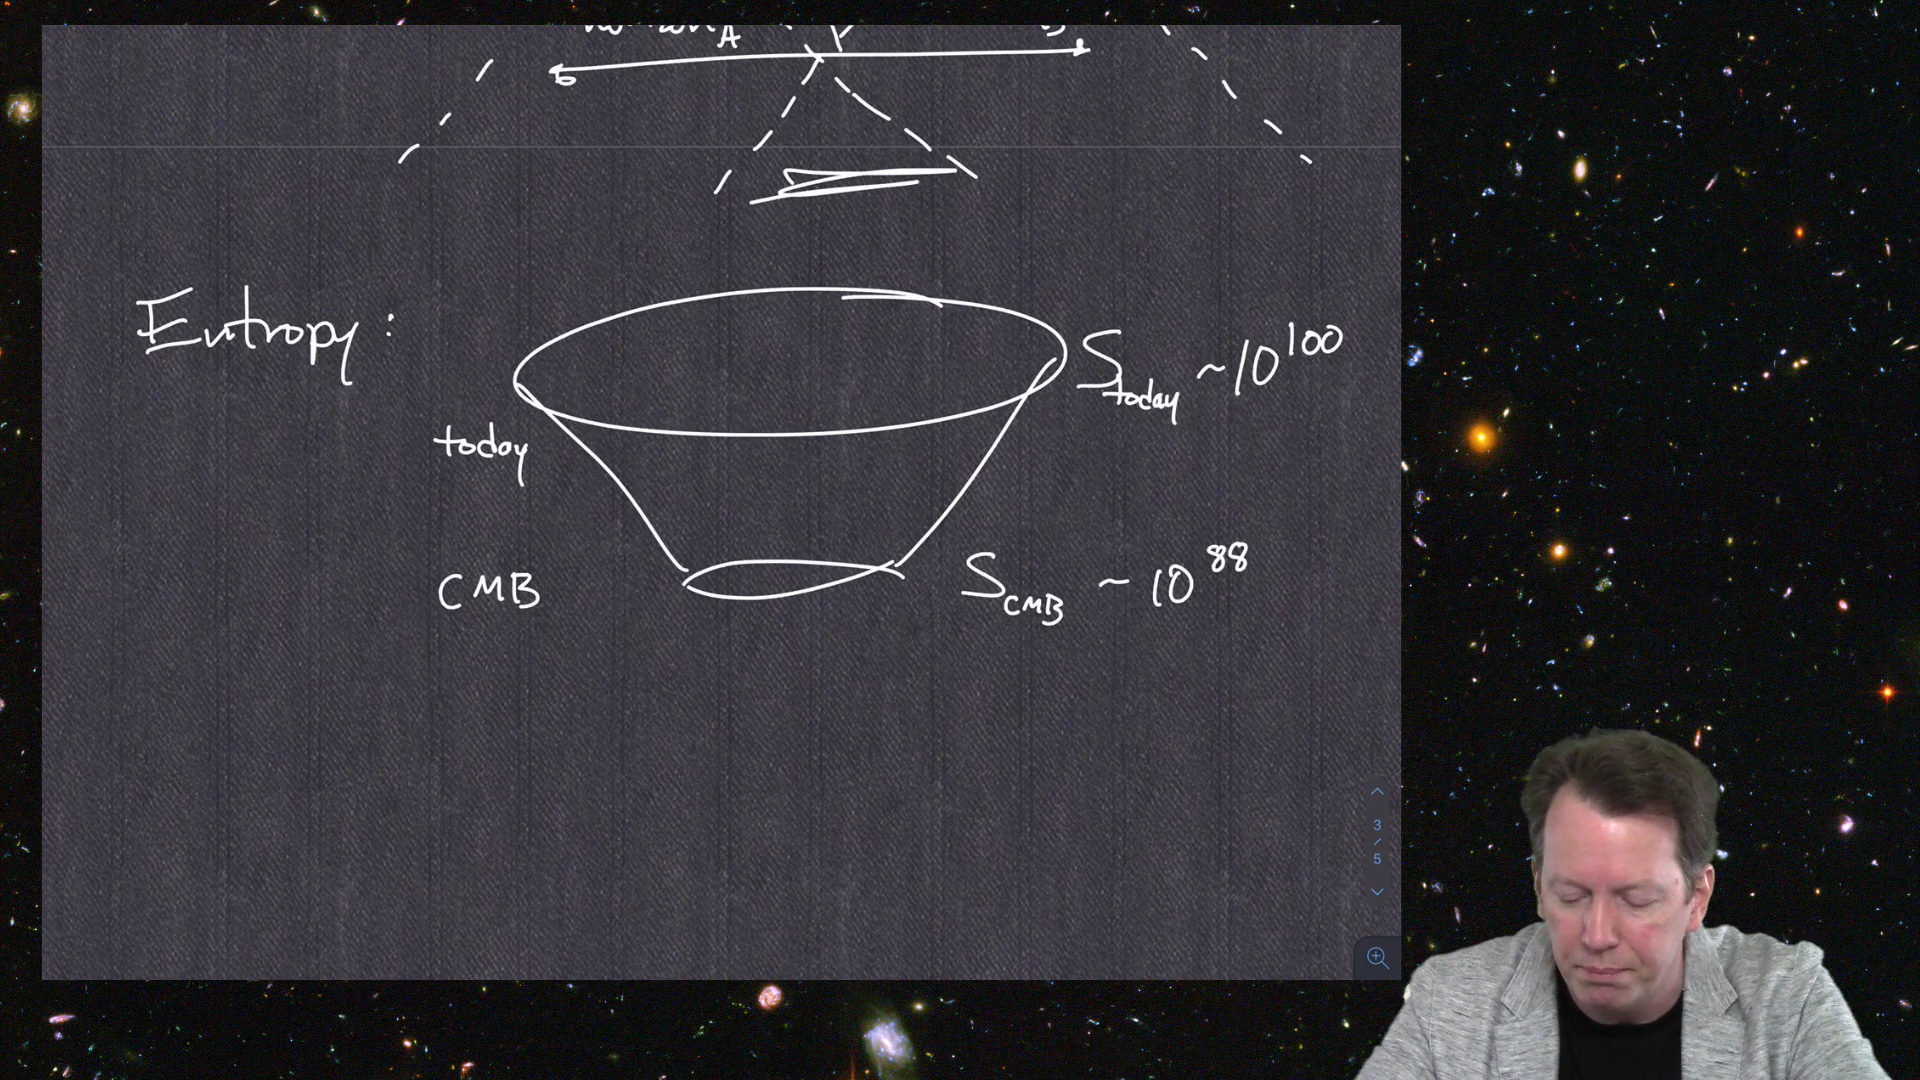 A
Entropy:
S_today ~10^100
today
CMB
S_CMB ~ 10^88
3
/
5